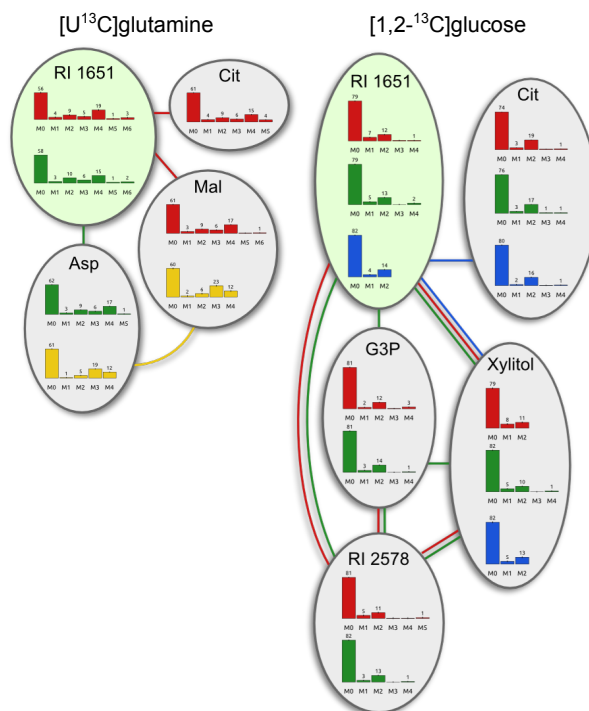 [U¹³C]glutamine
[1,2-¹³C]glucose
RI 1651
56 4 9 5 19 1 3
M0 M1 M2 M3 M4 M5 M6
58 3 10 6 15 1 2
M0 M1 M2 M3 M4 M5 M6
Cit
61 4 9 6 15 4
M0 M1 M2 M3 M4 M5
Mal
61 3 9 6 17 1
M0 M1 M2 M3 M4 M5 M6
60 2 6 23 12
M0 M1 M2 M3 M4
Asp
62 3 9 6 17 1
M0 M1 M2 M3 M4 M5
61 1 5 19 12
M0 M1 M2 M3 M4
RI 1651
79 7 12 1 1
M0 M1 M2 M3 M4
79 5 13 2
M0 M1 M2 M3 M4
82 4 14
M0 M1 M2
Cit
74 3 19 1 1
M0 M1 M2 M3 M4
76 3 17 1 1
M0 M1 M2 M3 M4
80 2 16 1
M0 M1 M2 M3 M4
G3P
81 2 12 3
M0 M1 M2 M3 M4
81 3 14 1
M0 M1 M2 M3 M4
Xylitol
79 8 11
M0 M1 M2
82 5 10 1
M0 M1 M2 M3 M4
82 5 13
M0 M1 M2
RI 2578
81 5 11 1
M0 M1 M2 M3 M4 M5
82 3 13 1
M0 M1 M2 M3 M4